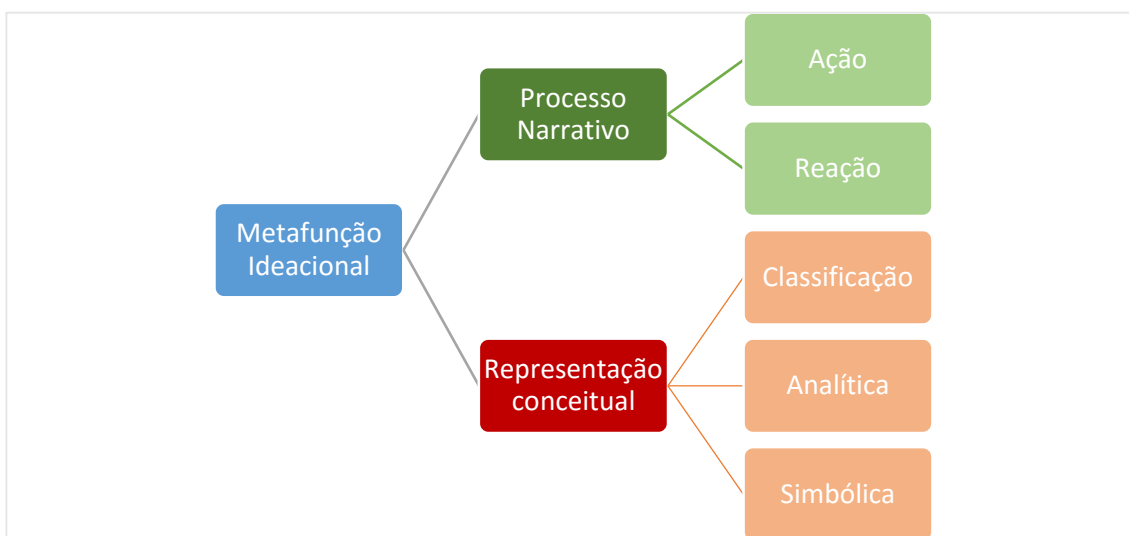 Metafunção
Ideacional
Processo
Narrativo
Ação
Reação
Representação
conceitual
Classificação
Analítica
Simbólica